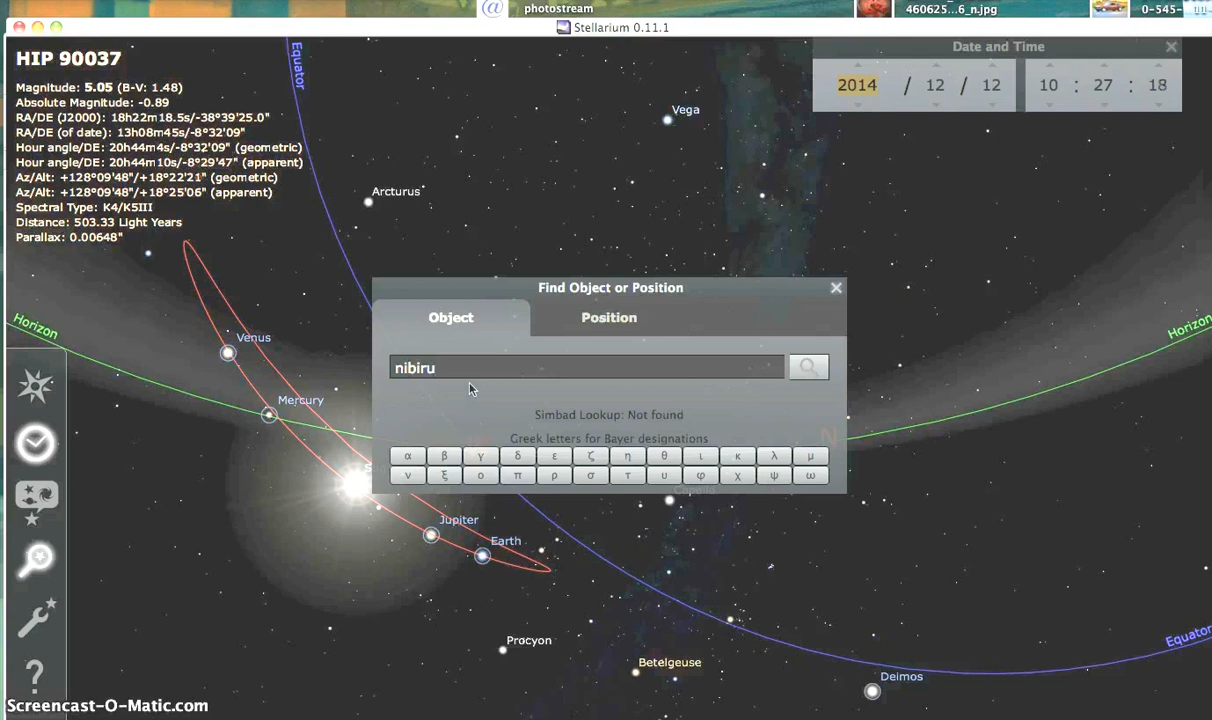 photostream
460625...6_n.jpg
0-545-
Stellarium 0.11.1
HIP 90037
Magnitude: 5.05 (B-V: 1.48)
Absolute Magnitude: -0.89
RA/DE (J2000): 18h22m18.5s/-38°39'25.0"
RA/DE (of date): 13h08m45s/-8°32'09"
Hour angle/DE: 20h44m4s/-8°32'09" (geometric)
Hour angle/DE: 20h44m10s/-8°29'47" (apparent)
Az/Alt: +128°09'48"/+18°22'21" (geometric)
Az/Alt: +128°09'48"/+18°25'06" (apparent)
Spectral Type: K4/K5III
Distance: 503.33 Light Years
Parallax: 0.00648"
Date and Time
2014 / 12 / 12 10 : 27 : 18
Equator
Vega
Arcturus
Horizon
Venus
Mercury
Find Object or Position
Object Position
nibiru
Simbad Lookup: Not found
Greek letters for Bayer designations
α β γ δ ε ζ η θ ι κ λ μ
ν ξ ο π ρ σ τ υ φ χ ψ ω
Horizon
N
Jupiter
Earth
Capella
Procyon
Betelgeuse
Deimos
Equator
Screencast-O-Matic.com